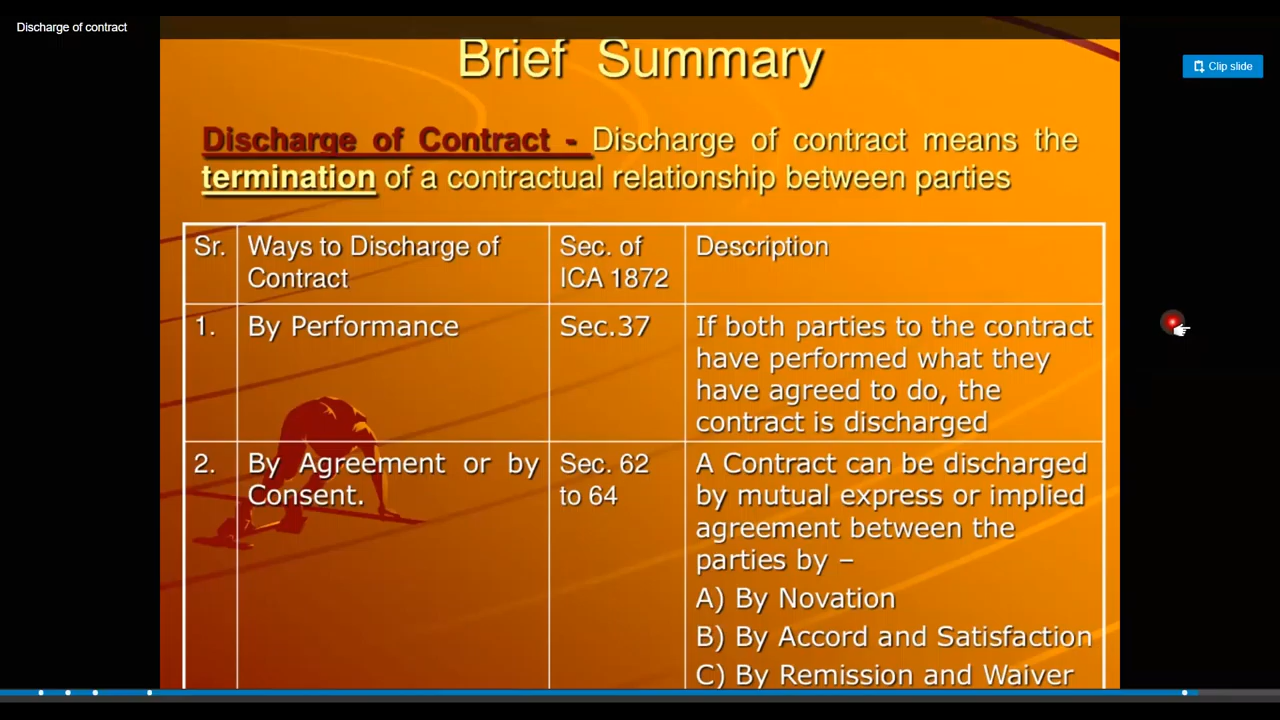 Discharge of contract
Clip slide
Brief Summary
Discharge of Contract - Discharge of contract means the
termination of a contractual relationship between parties
Sr.
Ways to Discharge of
Contract
Sec. of
ICA 1872
Description
1.
By Performance
Sec.37
If both parties to the contract
have performed what they
have agreed to do, the
contract is discharged
2.
By Agreement or by
Consent.
Sec. 62
to 64
A Contract can be discharged
by mutual express or implied
agreement between the
parties by –
A) By Novation
B) By Accord and Satisfaction
C) By Remission and Waiver